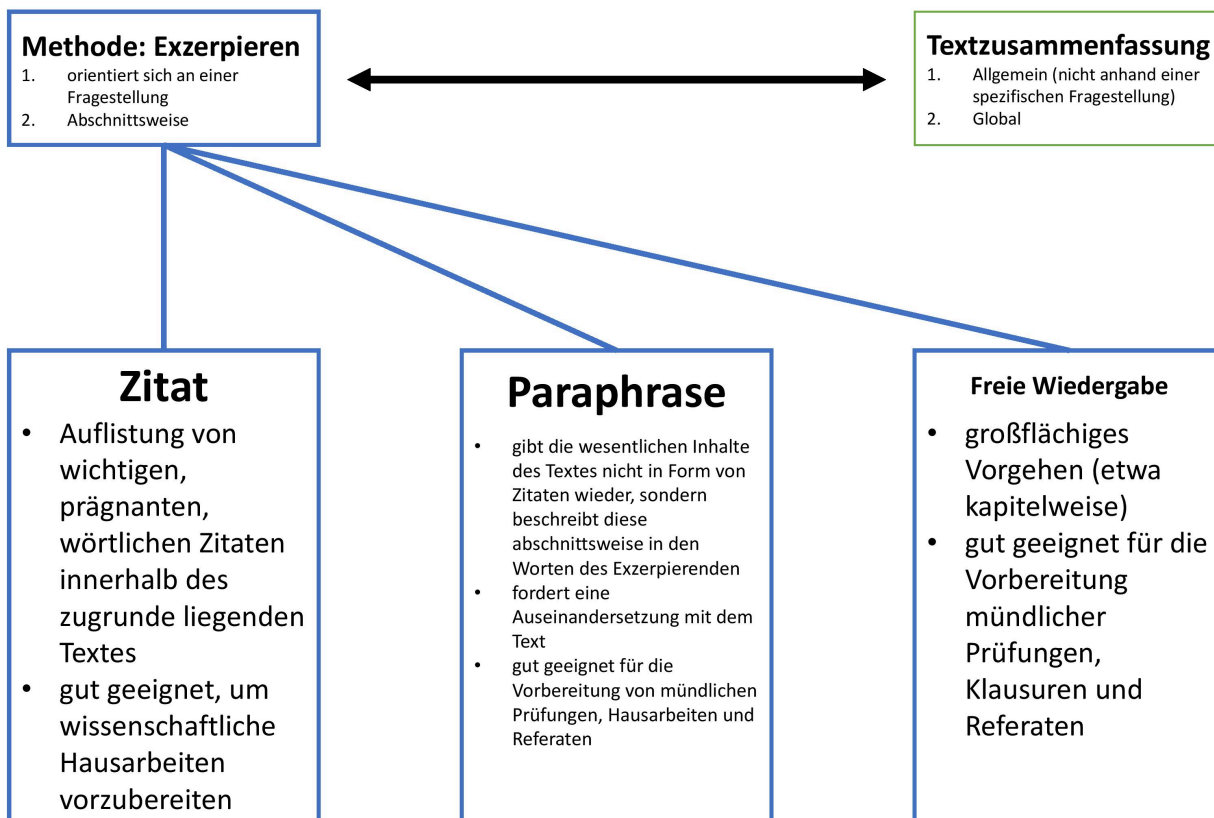 Methode: Exzerpieren
1. orientiert sich an einer
Fragestellung
2. Abschnittsweise
Textzusammenfassung
1. Allgemein (nicht anhand einer
spezifischen Fragestellung)
2. Global
Zitat
• Auflistung von
wichtigen,
prägnanten,
wörtlichen Zitaten
innerhalb des
zugrunde liegenden
Textes
• gut geeignet, um
wissenschaftliche
Hausarbeiten
vorzubereiten
Paraphrase
• gibt die wesentlichen Inhalte
des Textes nicht in Form von
Zitaten wieder, sondern
beschreibt diese
abschnittsweise in den
Worten des Exzerpierenden
• fordert eine
Auseinandersetzung mit dem
Text
• gut geeignet für die
Vorbereitung von mündlichen
Prüfungen, Hausarbeiten und
Referaten
Freie Wiedergabe
• großflächiges
Vorgehen (etwa
kapitelweise)
• gut geeignet für die
Vorbereitung
mündlicher
Prüfungen,
Klausuren und
Referaten